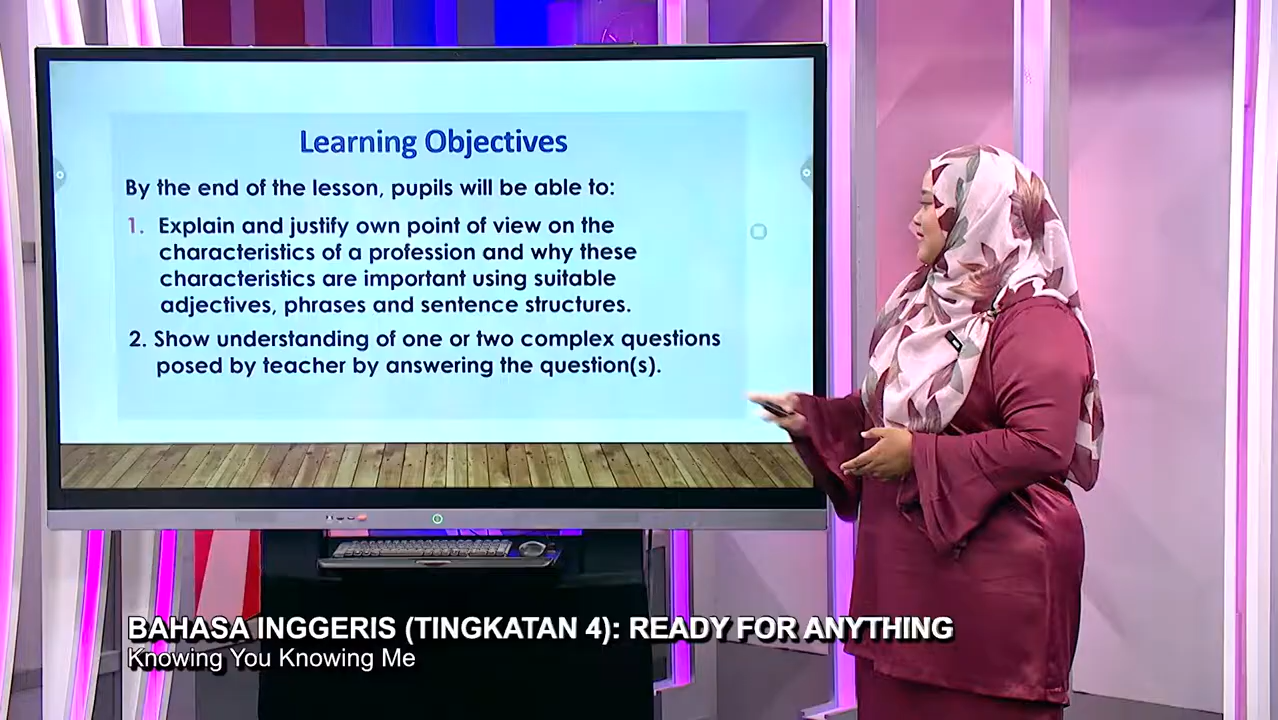 Learning Objectives
By the end of the lesson, pupils will be able to:
1. Explain and justify own point of view on the
characteristics of a profession and why these
characteristics are important using suitable
adjectives, phrases and sentence structures.
2. Show understanding of one or two complex questions
posed by teacher by answering the question(s).
BAHASA INGGERIS (TINGKATAN 4): READY FOR ANYTHING
Knowing You Knowing Me